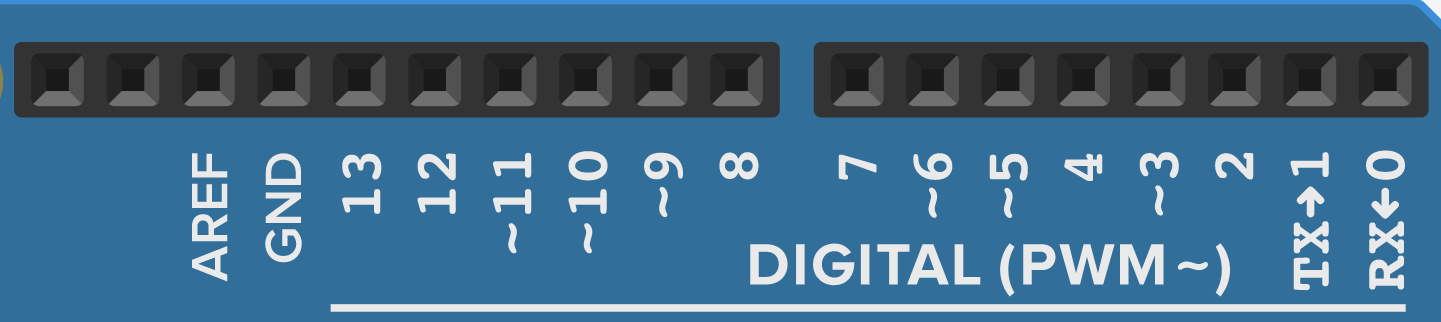 AREF
GND
13
12
~11
~10
~9
8
7
~6
~5
4
~3
2
TX→1
RX←0
DIGITAL (PWM~)